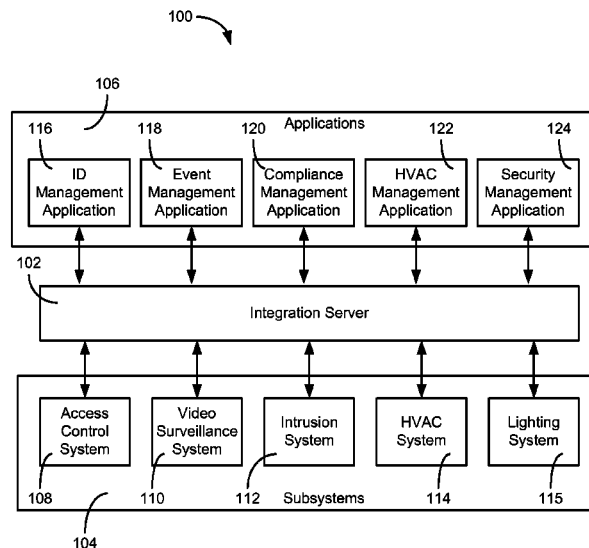 100
106
Applications
116
118
120
122
124
ID
Management
Application
Event
Management
Application
Compliance
Management
Application
HVAC
Management
Application
Security
Management
Application
102
Integration Server
Access
Control
System
Video
Surveillance
System
Intrusion
System
HVAC
System
Lighting
System
108
110
112
114
115
Subsystems
104